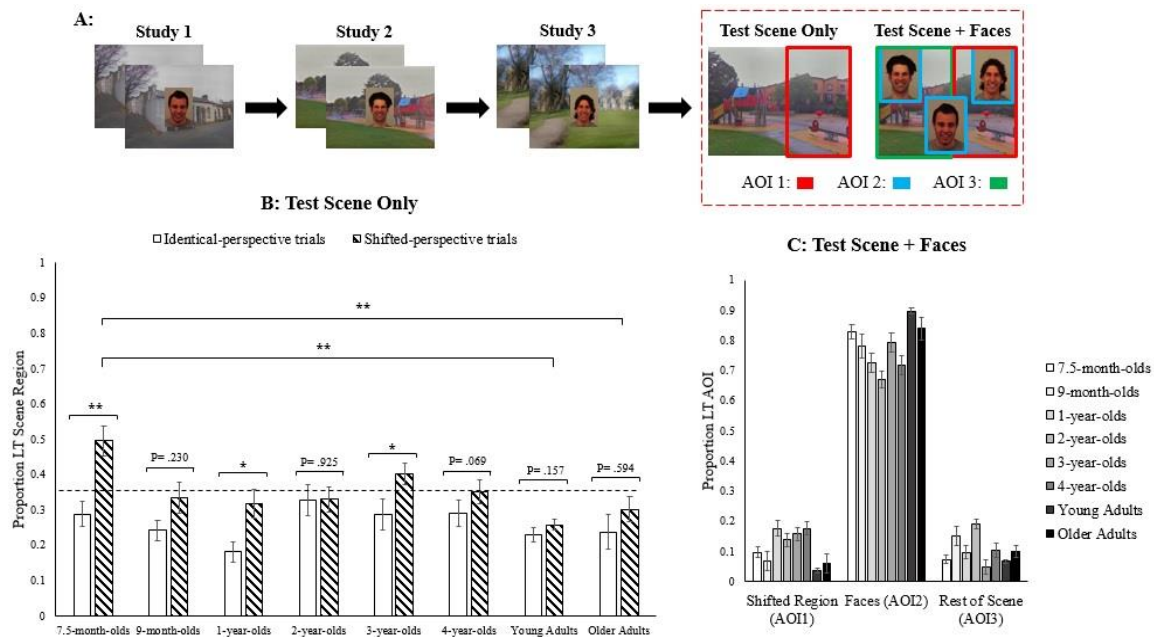 A:
Study 1
Study 2
Study 3
Test Scene Only
Test Scene + Faces
AOI 1:
AOI 2:
AOI 3:
B: Test Scene Only
Identical-perspective trials
Shifted-perspective trials
Proportion LT Scene Region
1
0.9
0.8
0.7
0.6
0.5
0.4
0.3
0.2
0.1
0
**
**
**
P= .230
*
P= .925
*
P= .069
P= .157
P= .594
7.5-month-olds
9-month-olds
1-year-olds
2-year-olds
3-year-olds
4-year-olds
Young Adults
Older Adults
C: Test Scene + Faces
Proportion LT AOI
1
0.9
0.8
0.7
0.6
0.5
0.4
0.3
0.2
0.1
0
Shifted Region
(AOI1)
Faces (AOI2)
Rest of Scene
(AOI3)
7.5-month-olds
9-month-olds
1-year-olds
2-year-olds
3-year-olds
4-year-olds
Young Adults
Older Adults